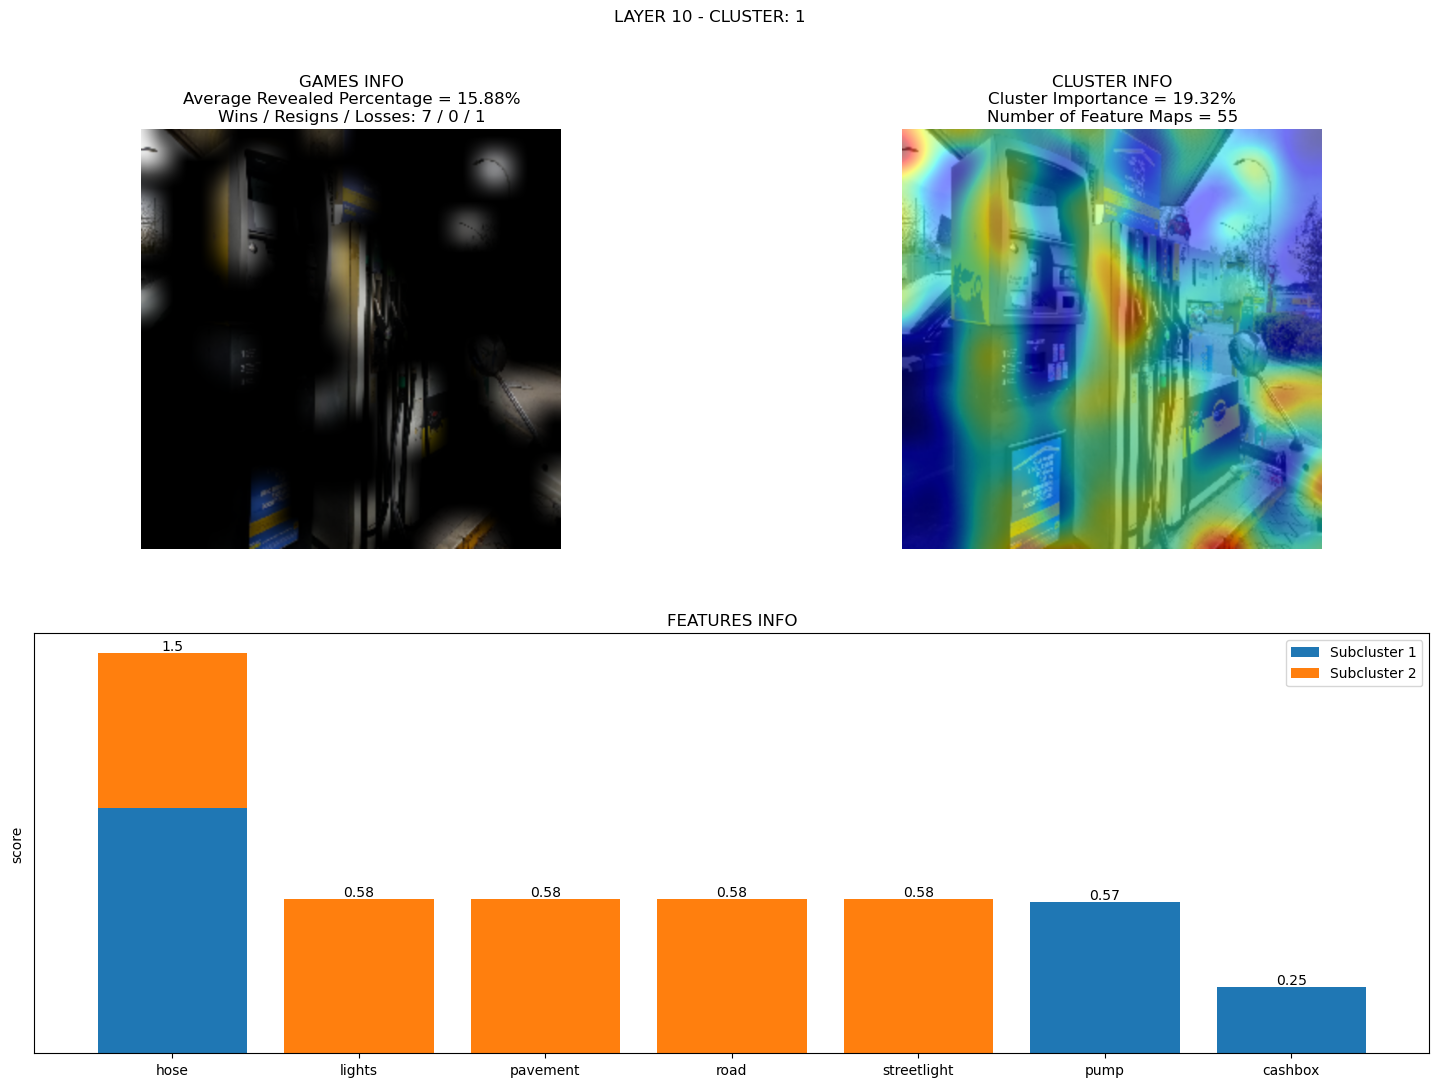 LAYER 10 - CLUSTER: 1
GAMES INFO
Average Revealed Percentage = 15.88%
Wins / Resigns / Losses: 7 / 0 / 1
CLUSTER INFO
Cluster Importance = 19.32%
Number of Feature Maps = 55
FEATURES INFO
Subcluster 1
Subcluster 2
1.5
0.58
0.58
0.58
0.58
0.57
0.25
score
hose
lights
pavement
road
streetlight
pump
cashbox